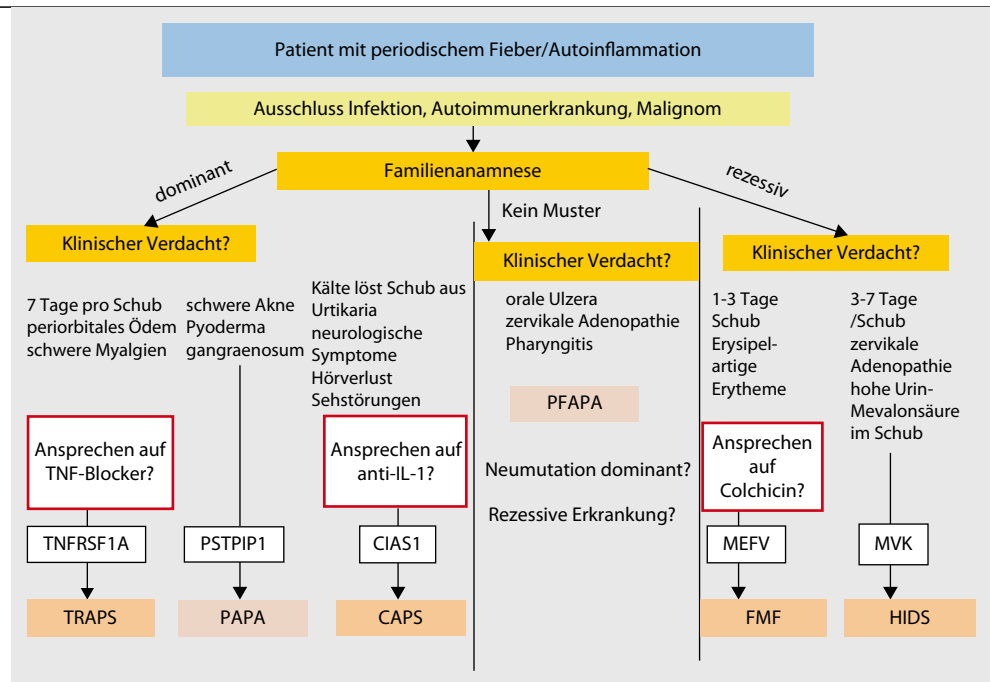 Patient mit periodischem Fieber/Autoinflammation
Ausschluss Infektion, Autoimmunerkrankung, Malignom
Familienanamnese
dominant
Kein Muster
rezessiv
Klinischer Verdacht?
7 Tage pro Schub
periorbitales Ödem
schwere Myalgien
Ansprechen auf
TNF-Blocker?
TNFRSF1A
TRAPS
schwere Akne
Pyoderma
gangraenosum
PSTPIP1
PAPA
Kälte löst Schub aus
Urtikaria
neurologische
Symptome
Hörverlust
Sehstörungen
Ansprechen auf
anti-IL-1?
CIAS1
CAPS
Klinischer Verdacht?
orale Ulzera
zervikale Adenopathie
Pharyngitis
PFAPA
Neumutation dominant?
Rezessive Erkrankung?
Klinischer Verdacht?
1-3 Tage
Schub
Erysipel-
artige
Erytheme
Ansprechen
auf
Colchicin?
MEFV
FMF
3-7 Tage
/Schub
zervikale
Adenopathie
hohe Urin-
Mevalonsäure
im Schub
MVK
HIDS